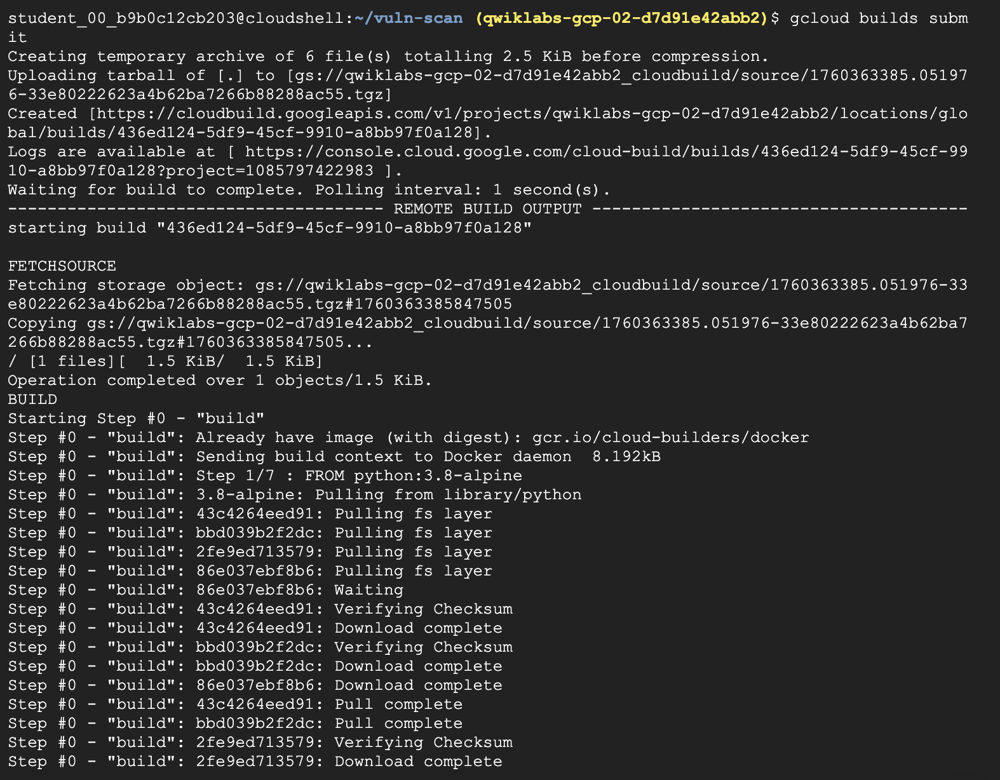 student_00_b9b0c12cb203@cloudshell:~/vuln-scan (qwiklabs-gcp-02-d7d91e42abb2)$ gcloud builds subm
it
Creating temporary archive of 6 file(s) totalling 2.5 KiB before compression.
Uploading tarball of [.] to [gs://qwiklabs-gcp-02-d7d91e42abb2_cloudbuild/source/1760363385.05197
6-33e80222623a4b62ba7266b88288ac55.tgz]
Created [https://cloudbuild.googleapis.com/v1/projects/qwiklabs-gcp-02-d7d91e42abb2/locations/glo
bal/builds/436ed124-5df9-45cf-9910-a8bb97f0a128].
Logs are available at [ https://console.cloud.google.com/cloud-build/builds/436ed124-5df9-45cf-99
10-a8bb97f0a128?project=1085797422983 ].
Waiting for build to complete. Polling interval: 1 second(s).
-------------------------------------- REMOTE BUILD OUTPUT --------------------------------------
starting build "436ed124-5df9-45cf-9910-a8bb97f0a128"
FETCHSOURCE
Fetching storage object: gs://qwiklabs-gcp-02-d7d91e42abb2_cloudbuild/source/1760363385.051976-33
e80222623a4b62ba7266b88288ac55.tgz#1760363385847505
Copying gs://qwiklabs-gcp-02-d7d91e42abb2_cloudbuild/source/1760363385.051976-33e80222623a4b62ba7
266b88288ac55.tgz#1760363385847505...
/ [1 files][  1.5 KiB/  1.5 KiB]
Operation completed over 1 objects/1.5 KiB.
BUILD
Starting Step #0 - "build"
Step #0 - "build": Already have image (with digest): gcr.io/cloud-builders/docker
Step #0 - "build": Sending build context to Docker daemon  8.192kB
Step #0 - "build": Step 1/7 : FROM python:3.8-alpine
Step #0 - "build": 3.8-alpine: Pulling from library/python
Step #0 - "build": 43c4264eed91: Pulling fs layer
Step #0 - "build": bbd039b2f2dc: Pulling fs layer
Step #0 - "build": 2fe9ed713579: Pulling fs layer
Step #0 - "build": 86e037ebf8b6: Pulling fs layer
Step #0 - "build": 86e037ebf8b6: Waiting
Step #0 - "build": 43c4264eed91: Verifying Checksum
Step #0 - "build": 43c4264eed91: Download complete
Step #0 - "build": bbd039b2f2dc: Verifying Checksum
Step #0 - "build": bbd039b2f2dc: Download complete
Step #0 - "build": 86e037ebf8b6: Download complete
Step #0 - "build": 43c4264eed91: Pull complete
Step #0 - "build": bbd039b2f2dc: Pull complete
Step #0 - "build": 2fe9ed713579: Verifying Checksum
Step #0 - "build": 2fe9ed713579: Download complete